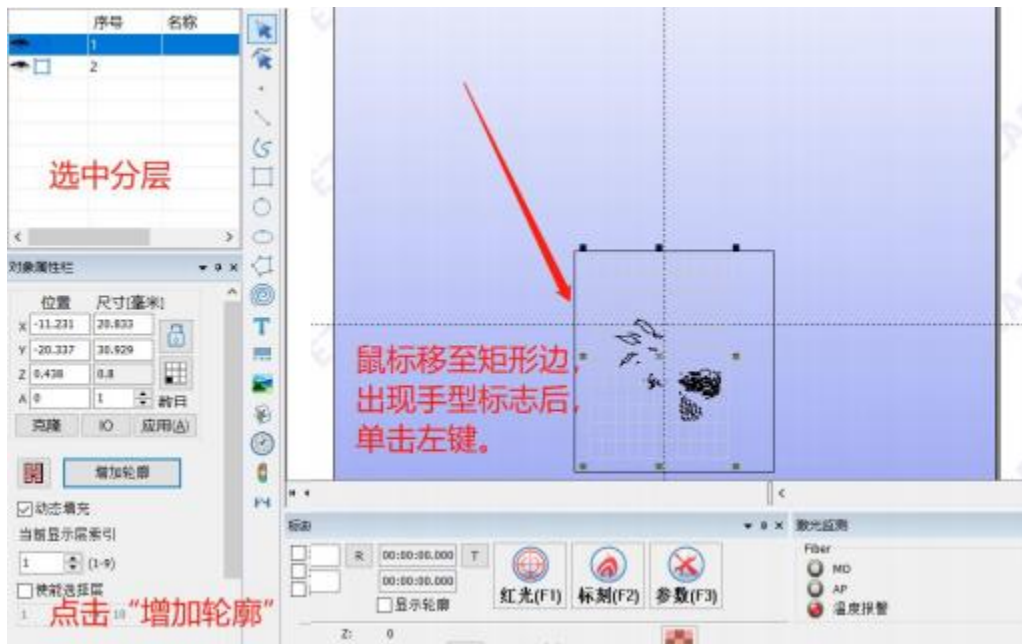 序号 名称
1
2
选中分层
对象属性栏
位置 尺寸[毫米]
X -11.231 20.833
Y -20.337 30.929
Z 0.438 0.8
A 0 1 数目
克隆 IO 应用(A)
增加轮廓
动态填充
当前显示层索引
1 (1-9)
使能选择层
点击“增加轮廓”
鼠标移至矩形边，
出现手型标志后，
单击左键。
标刻
R 00:00:00.000 T
00:00:00.000
显示轮廓
红光(F1) 标刻(F2) 参数(F3)
Z: 0
激光监测
Fiber
MO
AP
温度报警